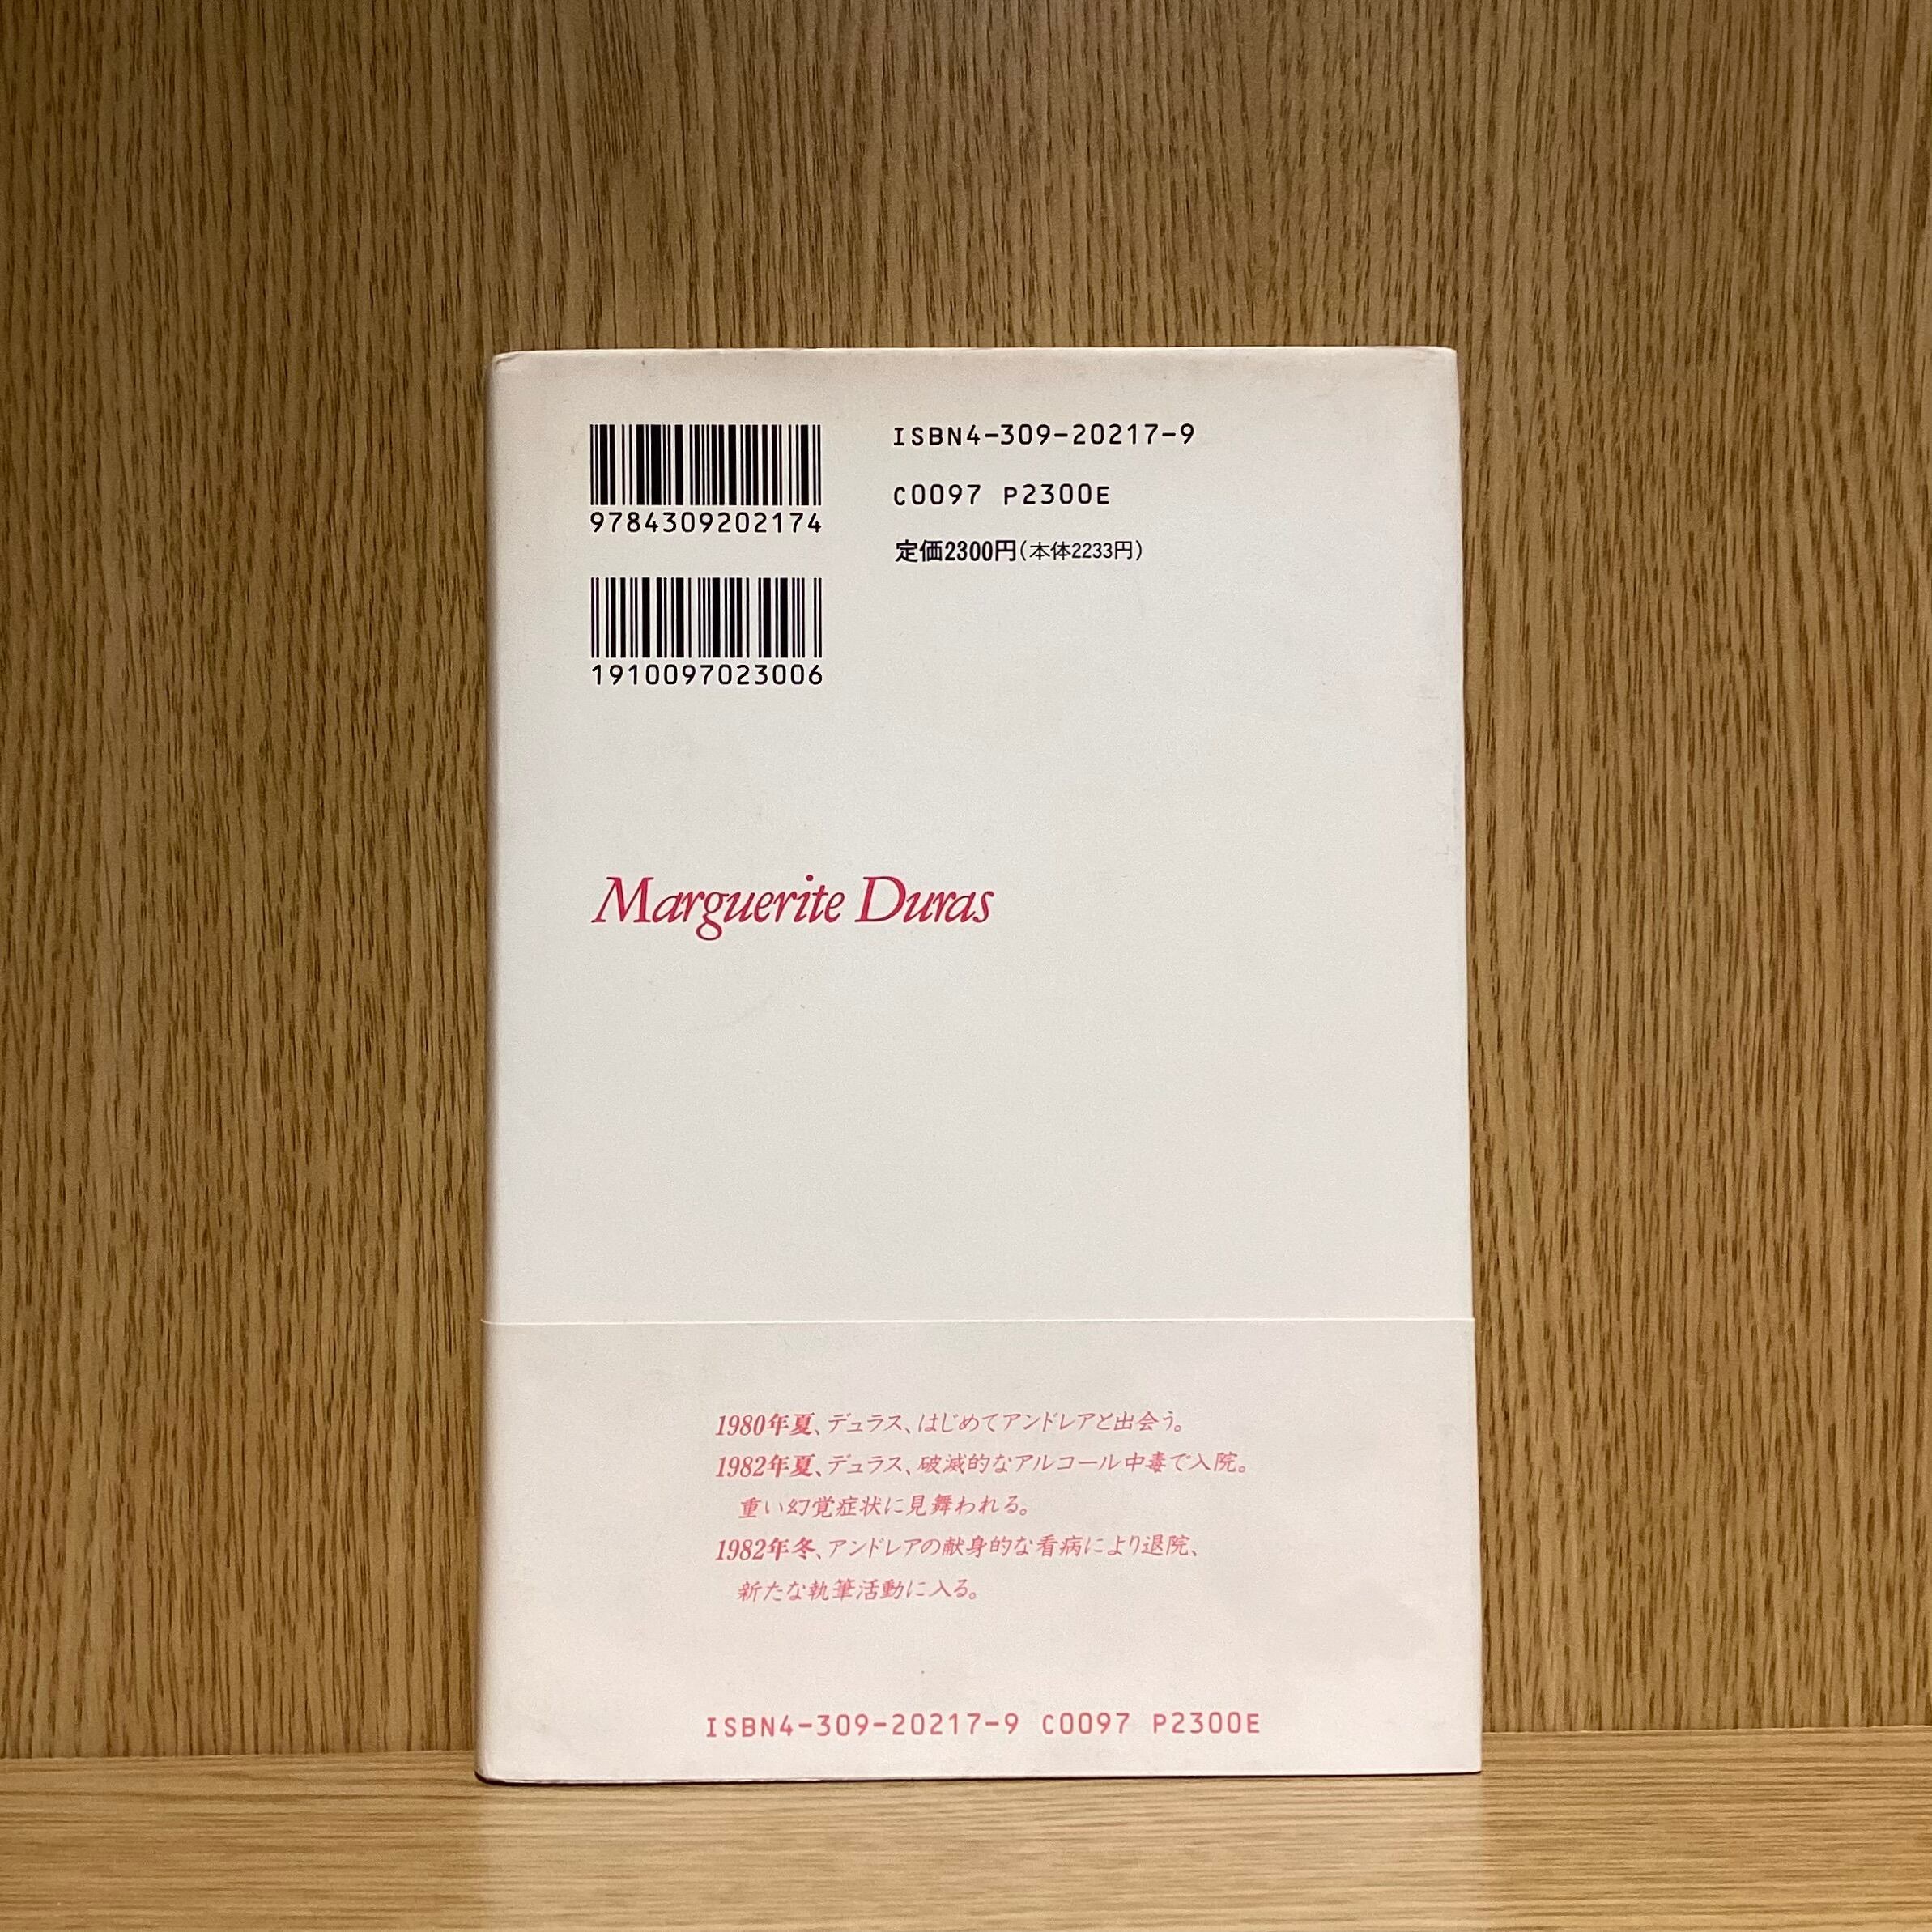 ISBN4-309-20217-9
9784309202174
C0097 P2300E
定価2300円(本体2233円)
1910097023006
Marguerite Duras
1980年夏、デュラス、はじめてアンドレアと出会う。
1982年夏、デュラス、破滅的なアルコール中毒で入院。
重い幻覚症状に見舞われる。
1982年冬、アンドレアの献身的な看病により退院、
新たな執筆活動に入る。
ISBN4-309-20217-9 C0097 P2300E